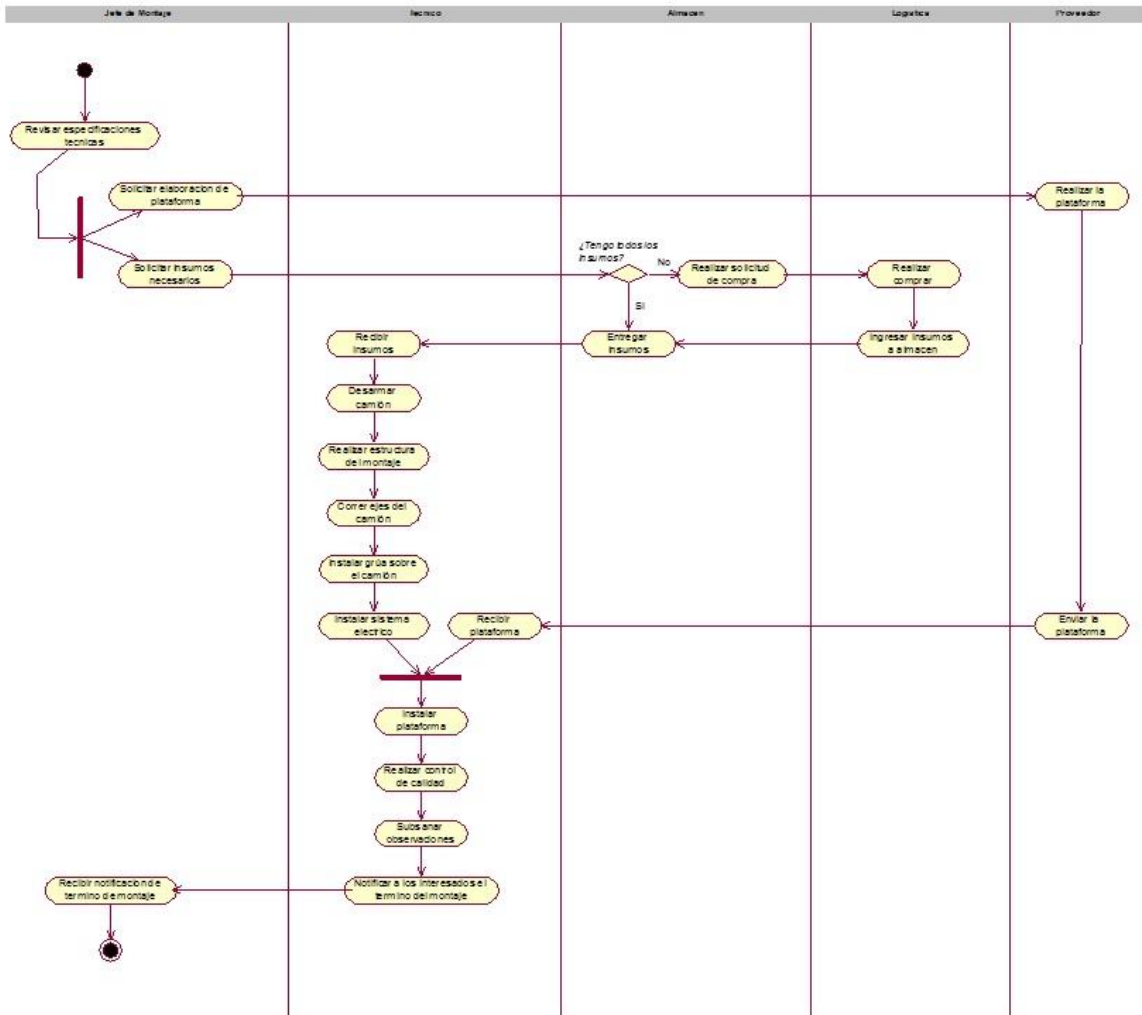 Jefe de Montaje
Tecnico
Almacen
Logistica
Proveedor
Revisar especificaciones
tecnicas
Solicitar elaboracion de
plataforma
Realizar la
plataforma
¿Tengo todos los
insumos?
Solicitar insumos
necesarios
No
Realizar solicitud
de compra
Realizar
comprar
Si
Recibir
insumos
Entregar
insumos
Ingresar insumos
a almacen
Desarmar
camión
Realizar estructura
del montaje
Correr ejes del
camión
Instalar grúa sobre
el camión
Instalar sistema
electrico
Recibir
plataforma
Enviar la
plataforma
Instalar
plataforma
Realizar control
de calidad
Subsanar
observaciones
Recibir notificacion de
termino de montaje
Notificar a los interesados el
termino del montaje